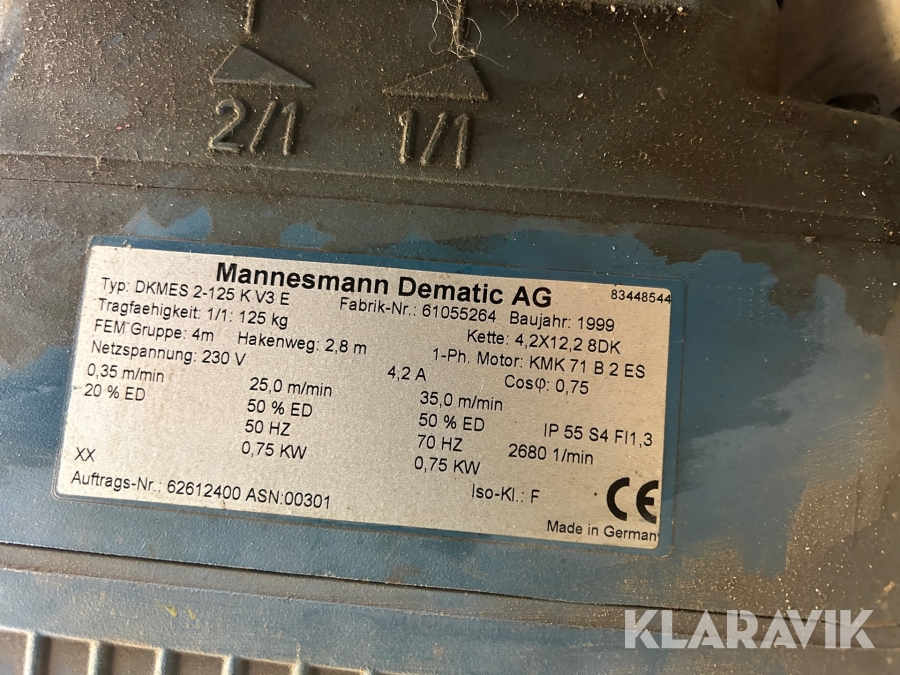 2/1 1/1
Mannesmann Dematic AG 83448544
Typ: DKMES 2-125 K V3 E Fabrik-Nr.: 61055264 Baujahr: 1999
Tragfaehigkeit: 1/1: 125 kg Kette: 4,2X12,2 8DK
FEM Gruppe: 4m Hakenweg: 2,8 m 1-Ph. Motor: KMK 71 B 2 ES
Netzspannung: 230 V 4,2 A Cosφ: 0,75
0,35 m/min 25,0 m/min 35,0 m/min
20 % ED 50 % ED 50 % ED IP 55 S4 FI1,3
50 HZ 70 HZ 2680 1/min
XX 0,75 KW 0,75 KW
Auftrags-Nr.: 62612400 ASN:00301 Iso-Kl.: F CE
Made in German
KLARAVIK